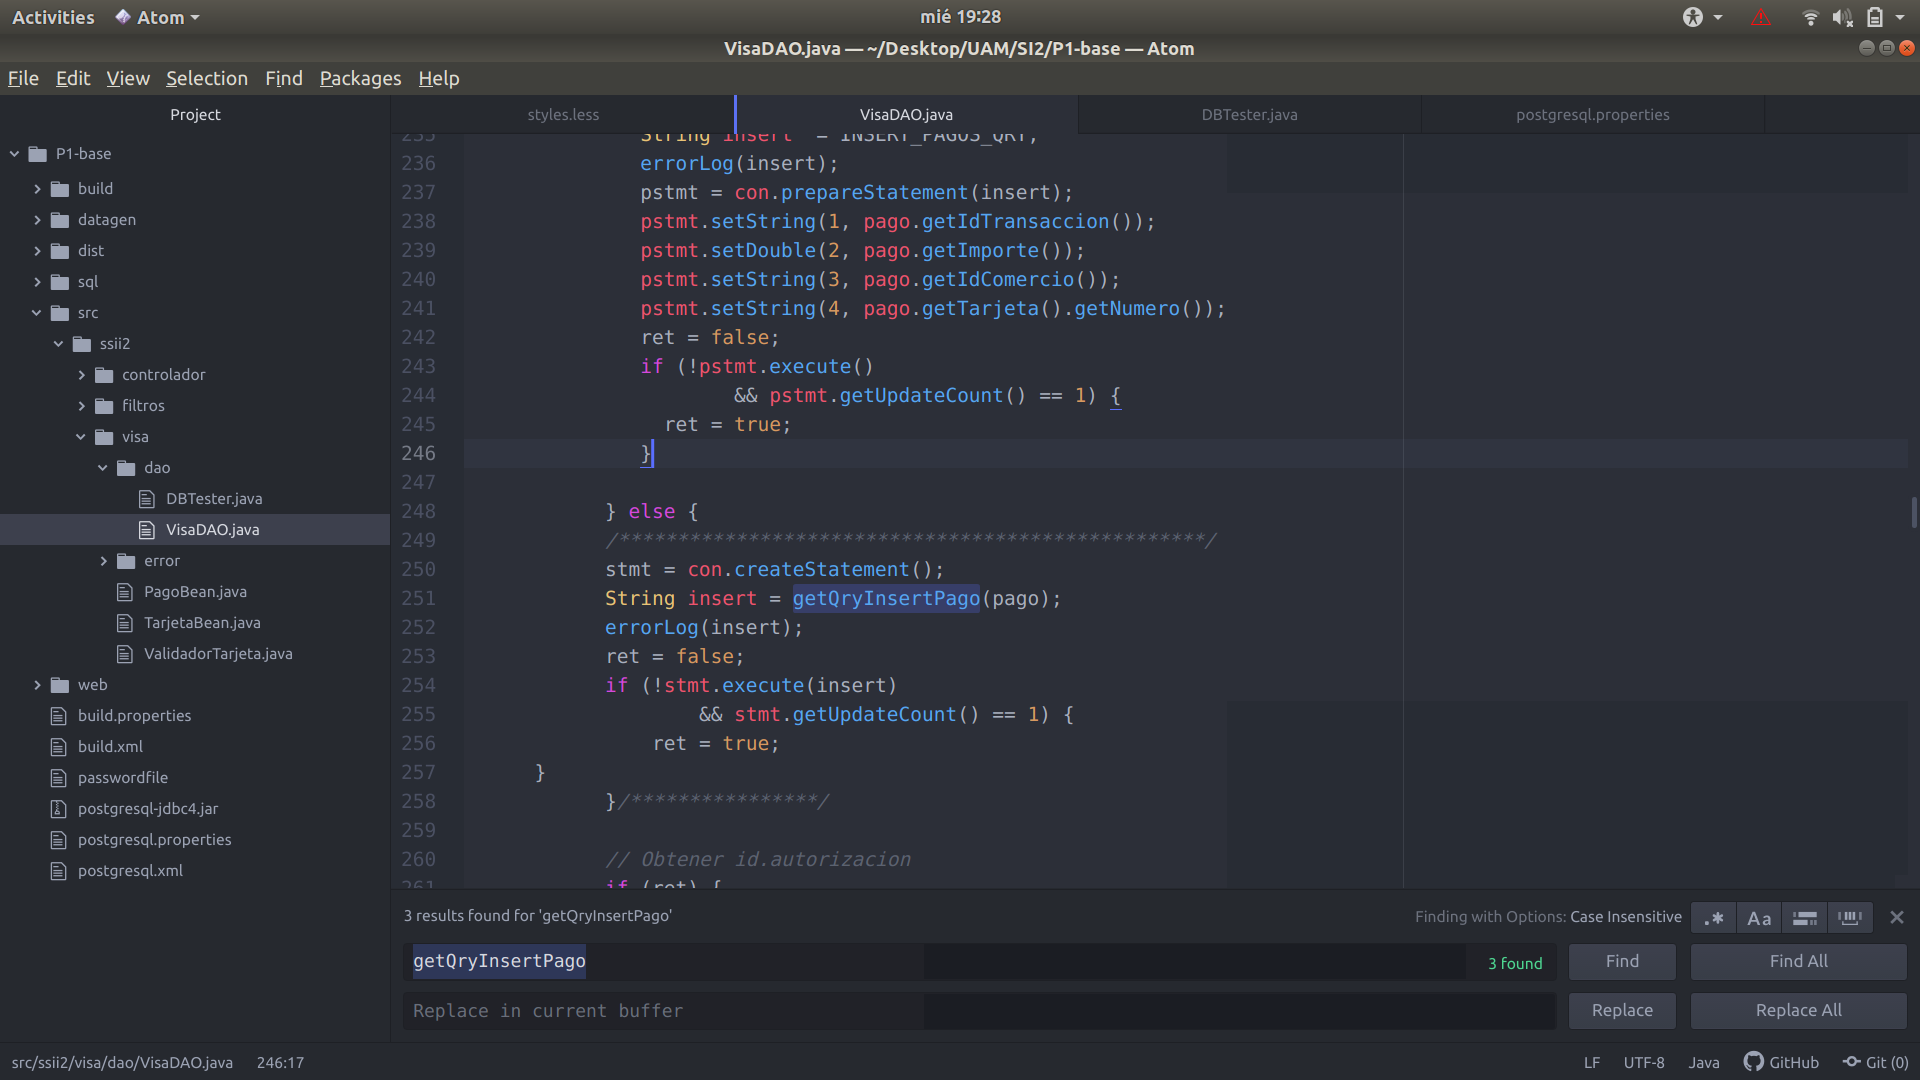 Activities Atom mié 19:28
VisaDAO.java — ~/Desktop/UAM/SI2/P1-base — Atom
File Edit View Selection Find Packages Help
Project
P1-base
build
datagen
dist
sql
src
ssii2
controlador
filtros
visa
dao
DBTester.java
VisaDAO.java
error
PagoBean.java
TarjetaBean.java
ValidadorTarjeta.java
web
build.properties
build.xml
passwordfile
postgresql-jdbc4.jar
postgresql.properties
postgresql.xml
styles.less VisaDAO.java DBTester.java postgresql.properties
235 String insert = INSERT_PAGOS_QRY;
236 errorLog(insert);
237 pstmt = con.prepareStatement(insert);
238 pstmt.setString(1, pago.getIdTransaccion());
239 pstmt.setDouble(2, pago.getImporte());
240 pstmt.setString(3, pago.getIdComercio());
241 pstmt.setString(4, pago.getTarjeta().getNumero());
242 ret = false;
243 if (!pstmt.execute()
244 && pstmt.getUpdateCount() == 1) {
245 ret = true;
246 }
247
248 } else {
249 /**************************************************/
250 stmt = con.createStatement();
251 String insert = getQryInsertPago(pago);
252 errorLog(insert);
253 ret = false;
254 if (!stmt.execute(insert)
255 && stmt.getUpdateCount() == 1) {
256 ret = true;
257 }
258 }/****************/
259
260 // Obtener id.autorizacion
261 if (ret) {
3 results found for 'getQryInsertPago' Finding with Options: Case Insensitive .* Aa
getQryInsertPago 3 found Find Find All
Replace in current buffer Replace Replace All
src/ssii2/visa/dao/VisaDAO.java 246:17 LF UTF-8 Java GitHub Git (0)